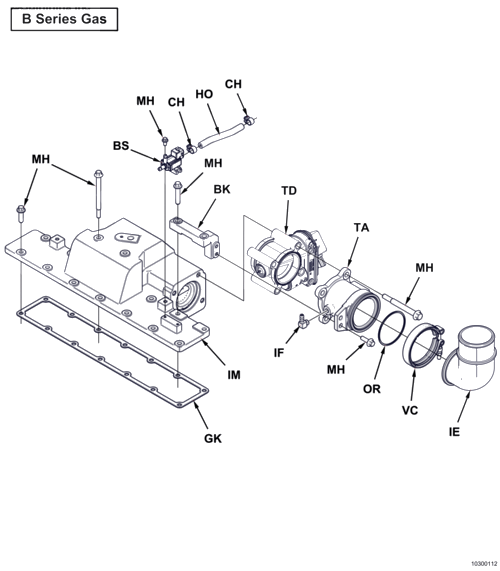 B Series Gas
CH
HO
MH
CH
BS
MH
MH
BK
TD
TA
MH
IF
MH
IM
OR
VC
GK
IE
10300112